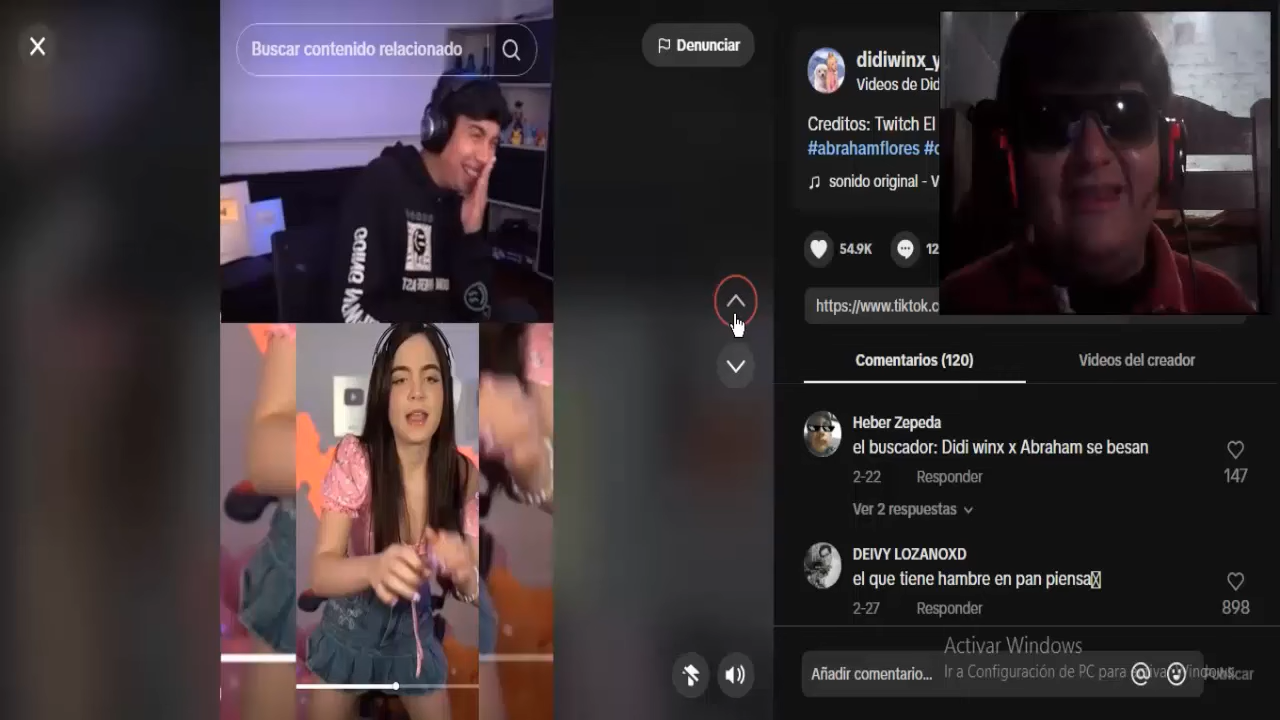 Buscar contenido relacionado
Denunciar
didiwinx_y
Videos de Did
Creditos: Twitch El
#abrahamflores #c
sonido original - V
54.9K
12
https://www.tiktok.c
Comentarios (120)
Videos del creador
Heber Zepeda
el buscador: Didi winx x Abraham se besan
147
2-22 Responder
Ver 2 respuestas
DEIVY LOZANOXD
el que tiene hambre en pan piensa
898
2-27 Responder
Activar Windows
Ir a Configuración de PC para activar Windows.
Añadir comentario...
Publicar